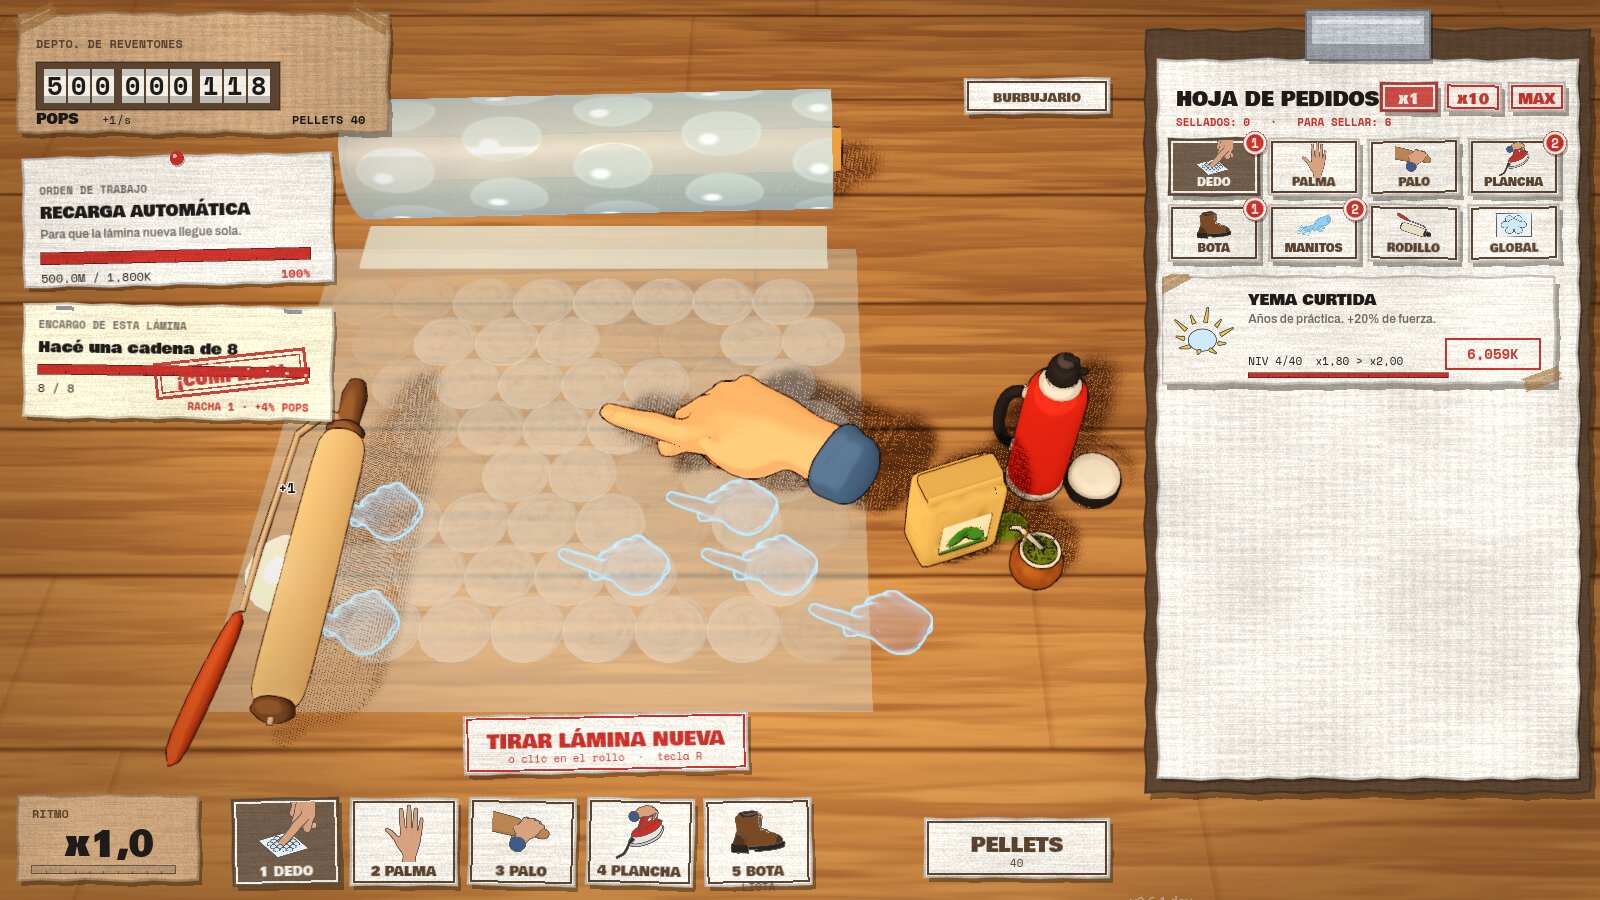 DEPTO. DE REVENTONES
500 000 118
POPS +1/s PELLETS 40
ORDEN DE TRABAJO
RECARGA AUTOMÁTICA
Para que la lámina nueva llegue sola.
500.0M / 1.800K 100%
ENCARGO DE ESTA LÁMINA
Hacé una cadena de 8
8 / 8
RACHA 1 · +4% POPS
+1
BURBUJARIO
HOJA DE PEDIDOS x1 x10 MAX
SELLADOS: 0 · PARA SELLAR: 6
1 2
DEDO PALMA PALO PLANCHA
1 2
BOTA MANITOS RODILLO GLOBAL
YEMA CURTIDA
Años de práctica. +20% de fuerza.
NIV 4/40 x1,80 > x2,00 6.059K
TIRAR LÁMINA NUEVA
o clic en el rollo · tecla R
RITMO
x1,0
1 DEDO 2 PALMA 3 PALO 4 PLANCHA 5 BOTA
PELLETS
40